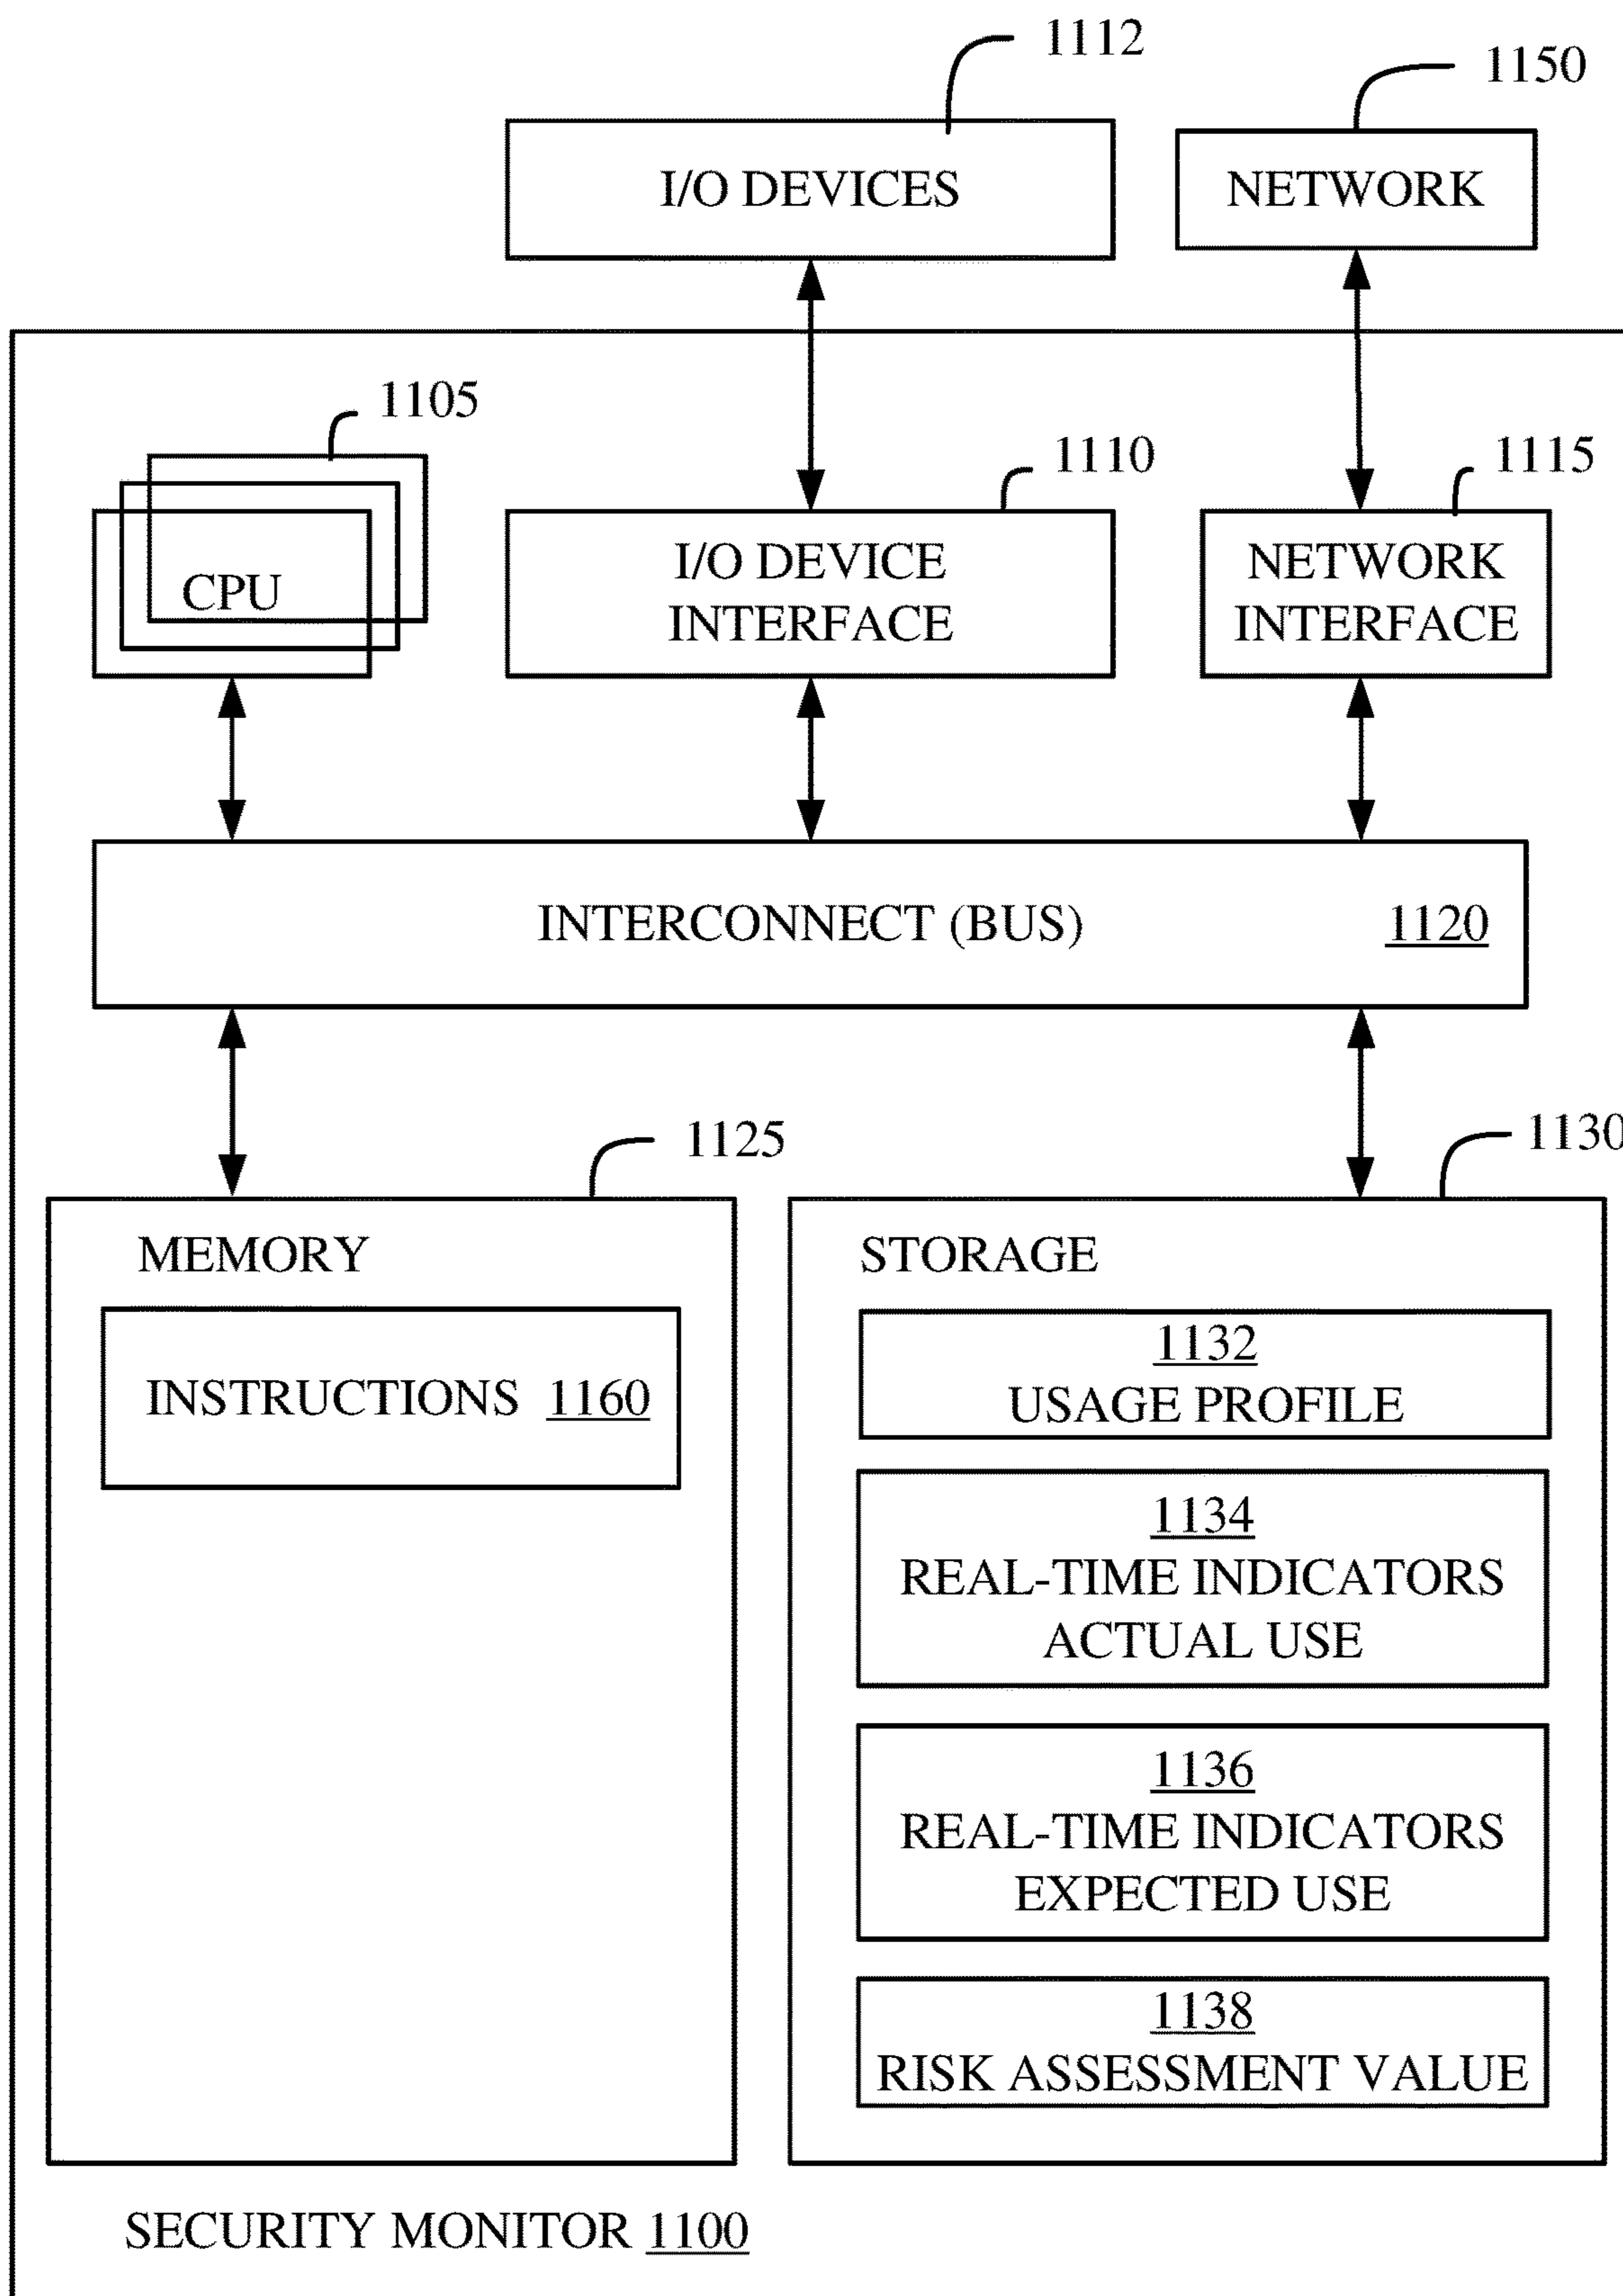 1112
1150
I/O DEVICES
NETWORK
1105
1110
1115
CPU
I/O DEVICE
INTERFACE
NETWORK
INTERFACE
INTERCONNECT (BUS) 1120
1125
1130
MEMORY
INSTRUCTIONS 1160
STORAGE
1132
USAGE PROFILE
1134
REAL-TIME INDICATORS
ACTUAL USE
1136
REAL-TIME INDICATORS
EXPECTED USE
1138
RISK ASSESSMENT VALUE
SECURITY MONITOR 1100